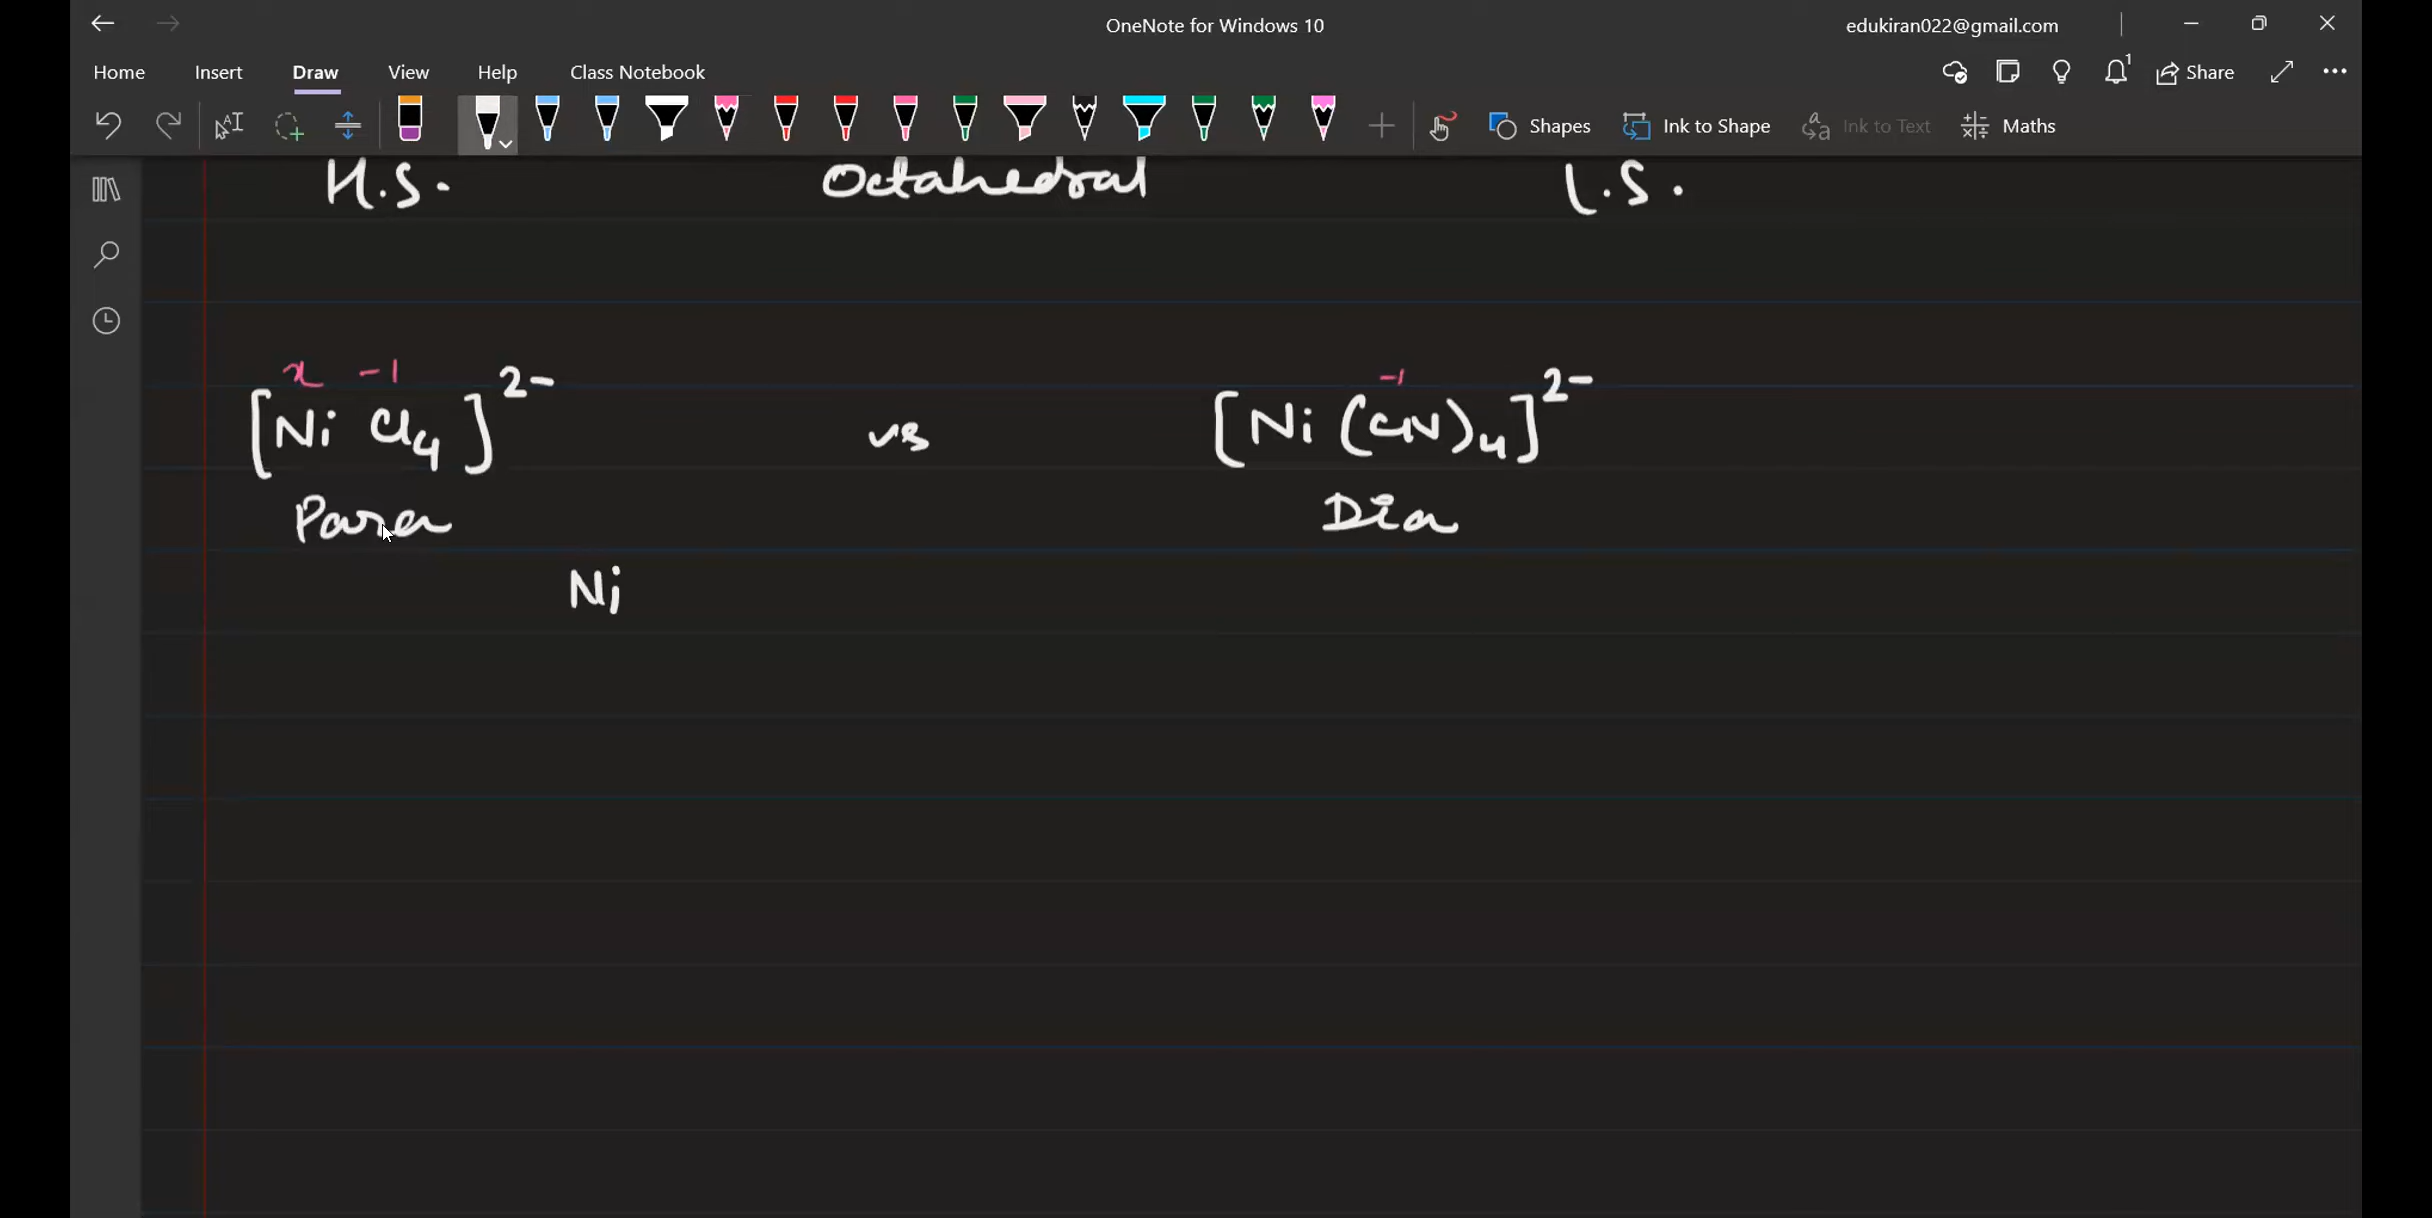 OneNote for Windows 10
edukiran022@gmail.com
Home Insert Draw View Help Class Notebook
1 Share
Shapes Ink to Shape Ink to Text Maths
H.S. Octahedral L.S.
x -1 -1
[Ni Cl4]2- vs [Ni (CN)4]2-
Para Dia
Ni